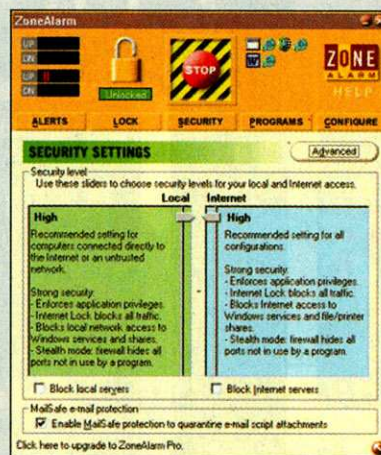 ZoneAlarm
UP
DN
UP
DN
Unlocked
STOP
ZONE
ALARM
HELP
ALERTS
LOCK
SECURITY
PROGRAMS
CONFIGURE
SECURITY SETTINGS
Advanced
Security level
Use these sliders to choose security levels for your local and Internet access.
Local
Internet
High
Recommended setting for
computers connected directly to
the Internet or an untrusted
network.
Strong security:
- Enforces application privileges.
- Internet Lock blocks all traffic.
- Blocks local network access to
Windows services and shares.
- Stealth mode: firewall hides all
ports not in use by a program.
High
Recommended setting for all
configurations.
Strong security:
- Enforces application privileges.
- Internet Lock blocks all traffic.
- Blocks Internet access to
Windows services and file/printer
shares.
- Stealth mode: firewall hides all
ports not in use by a program.
Block local servers
Block Internet servers
MailSafe e-mail protection
Enable MailSafe protection to quarantine e-mail script attachments
Click here to upgrade to ZoneAlarm Pro.